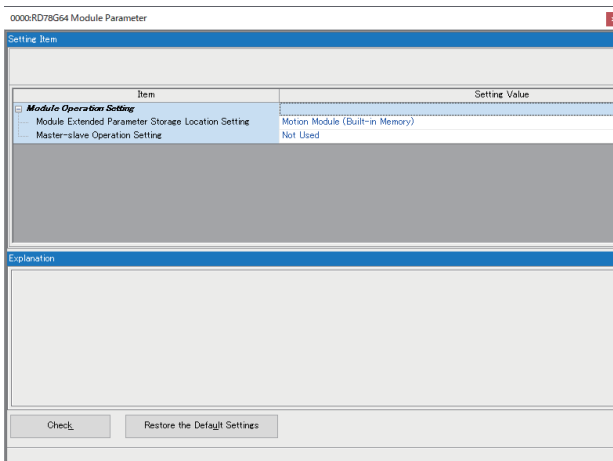 0000:RD78G64 Module Parameter
Setting Item
Item Setting Value
Module Operation Setting
Module Extended Parameter Storage Location Setting Motion Module (Built-in Memory)
Master-slave Operation Setting Not Used
Explanation
Check Restore the Default Settings